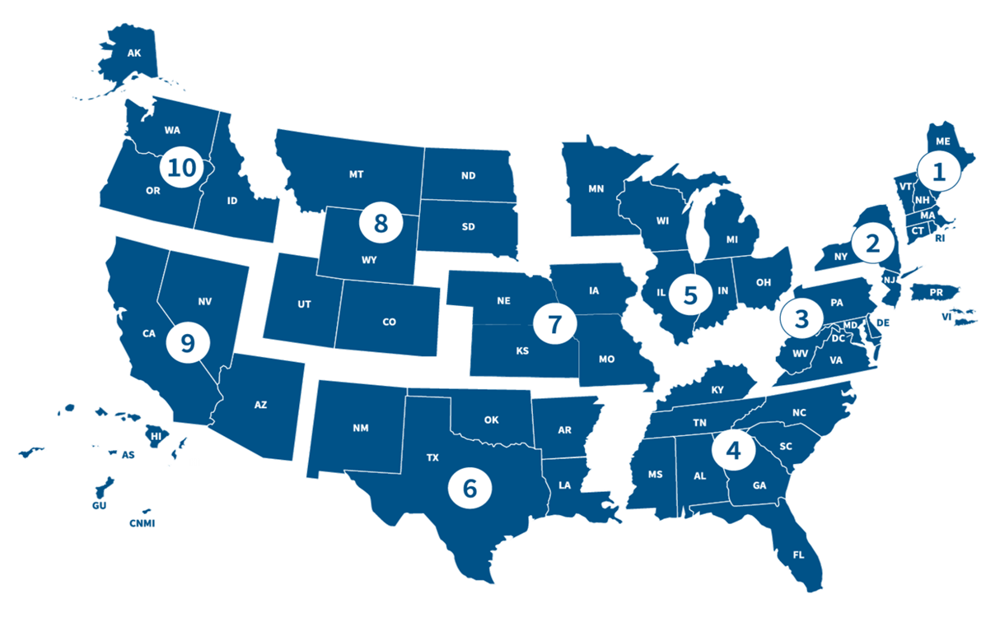 AK
WA
10
OR
ID
MT
ND
8
SD
WY
UT
CO
NV
CA
9
AZ
HI
AS
GU
CNMI
NE
IA
7
KS
MO
NM
OK
AR
TX
LA
6
MN
WI
MI
IL
5
IN
OH
KY
TN
NC
4
SC
MS
AL
GA
FL
ME
1
VT
NH
MA
CT
RI
2
NY
NJ
PR
VI
PA
3
MD
DE
DC
WV
VA